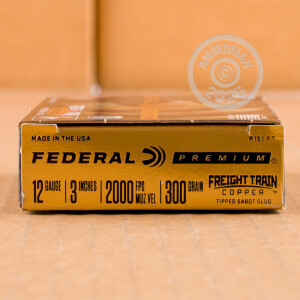 MADE IN THE USA
FEDERAL PREMIUM
12 GAUGE 3 INCHES 2000 FPS MUZ VEL 300 GRAIN
FREIGHT TRAIN
COPPER
TIPPED SABOT SLUG